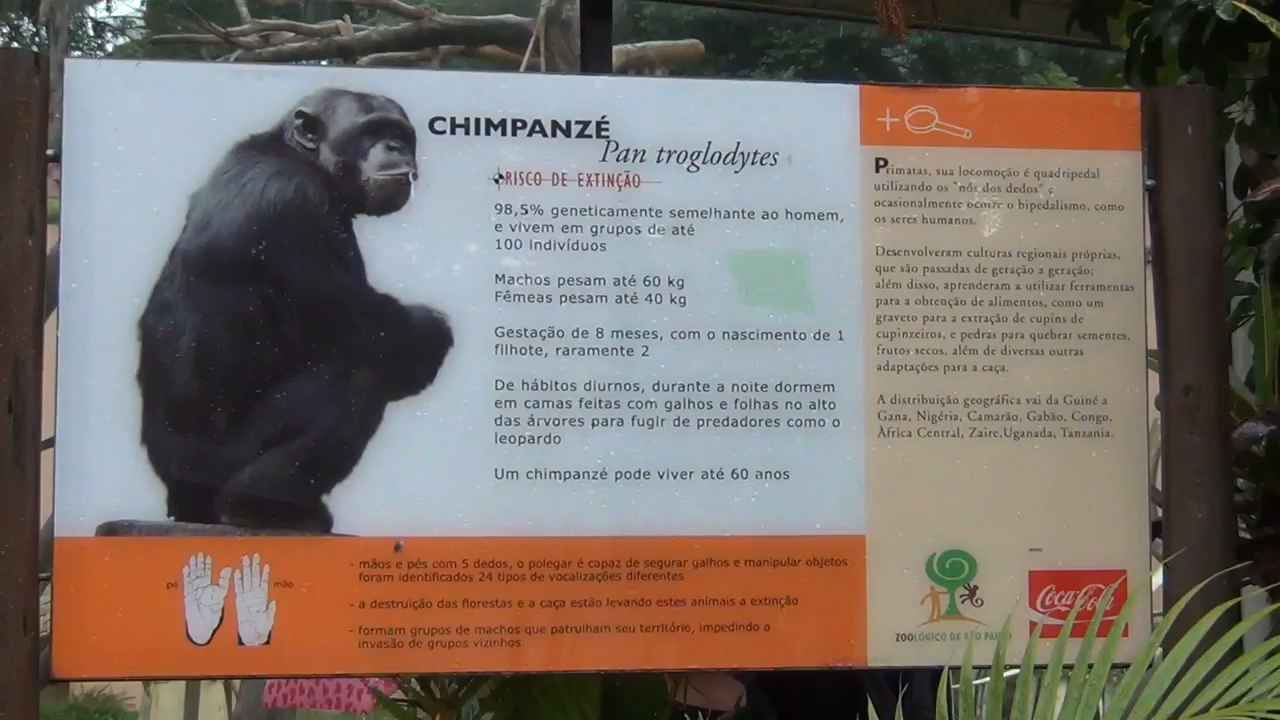 CHIMPANZÉ
Pan troglodytes
RISCO DE EXTINÇÃO
98,5% geneticamente semelhante ao homem,
e vivem em grupos de até
100 indivíduos
Machos pesam até 60 kg
Fêmeas pesam até 40 kg
Gestação de 8 meses, com o nascimento de 1
filhote, raramente 2
De hábitos diurnos, durante a noite dormem
em camas feitas com galhos e folhas no alto
das árvores para fugir de predadores como o
leopardo
Um chimpanzé pode viver até 60 anos
pé
mão
- mãos e pés com 5 dedos, o polegar é capaz de segurar galhos e manipular objetos
foram identificados 24 tipos de vocalizações diferentes
- a destruição das florestas e a caça estão levando estes animais a extinção
- formam grupos de machos que patrulham seu território, impedindo a
invasão de grupos vizinhos.
Primatas, sua locomoção é quadripedal
utilizando os "nós dos dedos" e
ocasionalmente ocorre o bipedalismo, como
os seres humanos.
Desenvolveram culturas regionais próprias,
que são passadas de geração a geração;
além disso, aprenderam a utilizar ferramentas
para a obtenção de alimentos, como um
graveto para a extração de cupins de
cupinzeiros, e pedras para quebrar sementes,
frutos secos, além de diversas outras
adaptações para a caça.
A distribuição geográfica vai da Guiné a
Gana, Nigéria, Camarão, Gabão, Congo,
África Central, Zaire,Uganada, Tanzania.
ZOOLÓGICO DE SÃO PAULO
Coca-Cola